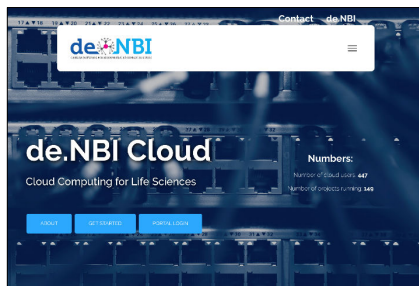 Contact de.NBI
de.NBI
de.NBI Cloud
Cloud Computing for Life Sciences
Numbers:
Number of cloud users 447
Number of projects running 149
ABOUT GET STARTED PORTAL LOGIN